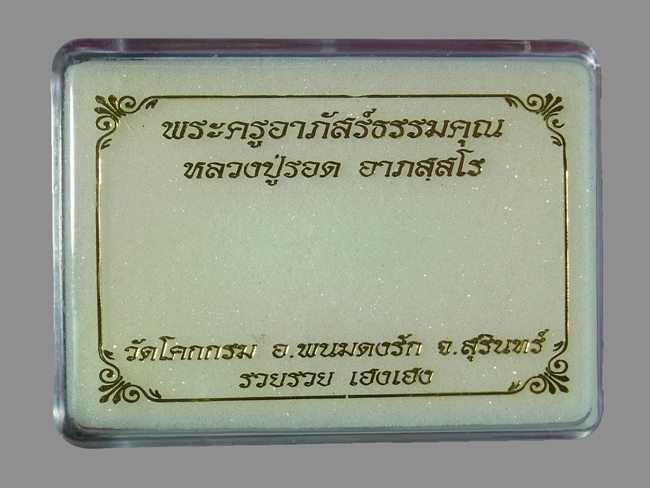 พระครูอาภัสร์ธรรมคุณ
หลวงปู่รอด อาภสฺสโร
วัดโคกกรม อ.พนมดงรัก จ.สุรินทร์
รวยรวย เฮงเฮง